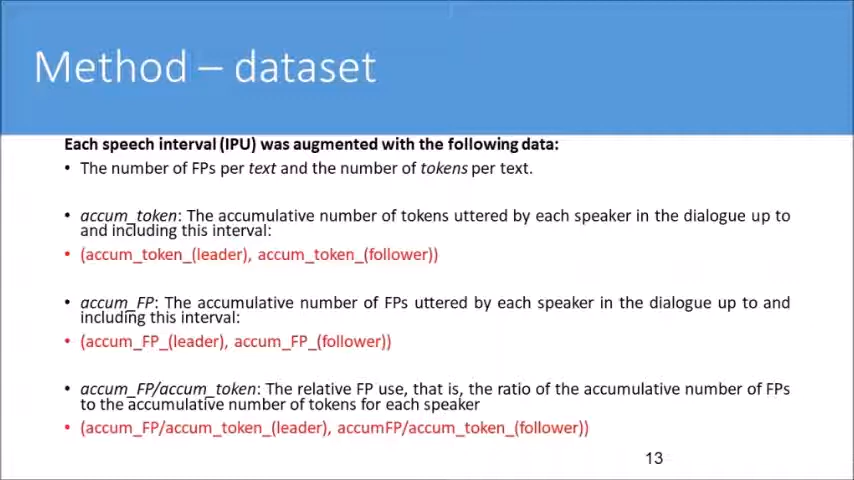 Method – dataset
Each speech interval (IPU) was augmented with the following data:
• The number of FPs per text and the number of tokens per text.
• accum_token: The accumulative number of tokens uttered by each speaker in the dialogue up to
and including this interval:
• (accum_token_(leader), accum_token_(follower))
• accum_FP: The accumulative number of FPs uttered by each speaker in the dialogue up to and
including this interval:
• (accum_FP_(leader), accum_FP_(follower))
• accum_FP/accum_token: The relative FP use, that is, the ratio of the accumulative number of FPs
to the accumulative number of tokens for each speaker
• (accum_FP/accum_token_(leader), accumFP/accum_token_(follower))
13